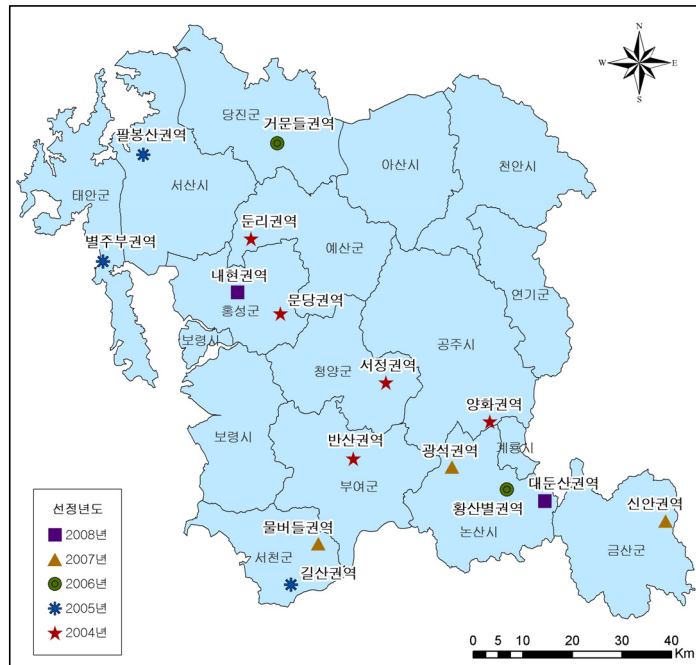 N
W
E
S
당진군
거문들권역
팔봉산권역
아산시
천안시
서산시
태안군
둔리권역
별주부권역
예산군
내현권역
연기군
문당권역
홍성군
보령시
공주시
청양군
서정권역
양화권역
보령시
반산권역
광석권역
계룡시
부여군
대둔산권역
황산벌권역
신안권역
물버들권역
논산시
금산군
서천군
길산권역
선정년도
2008년
2007년
2006년
2005년
2004년
0 5 10 20 30 40
Km